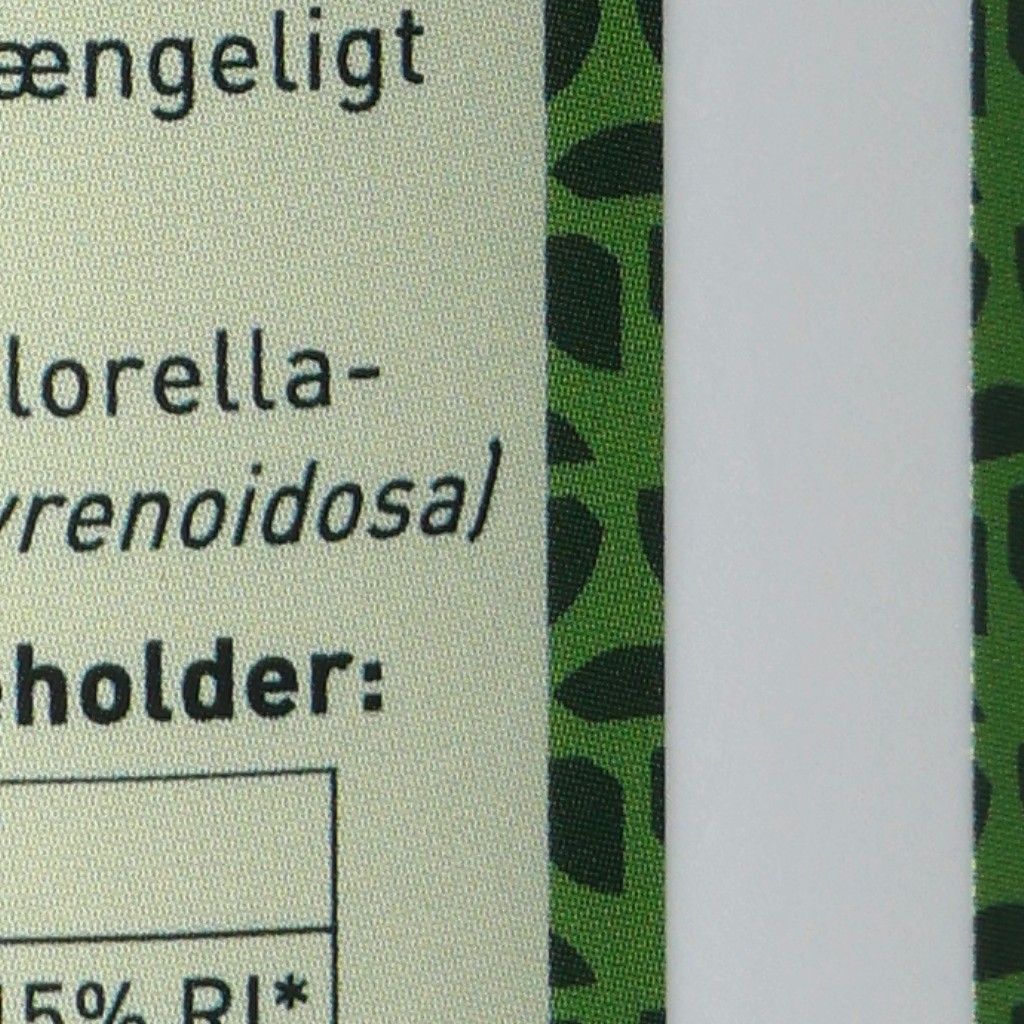 ængeligt
lorella-
yrenoidosa)
holder:
15% RI*